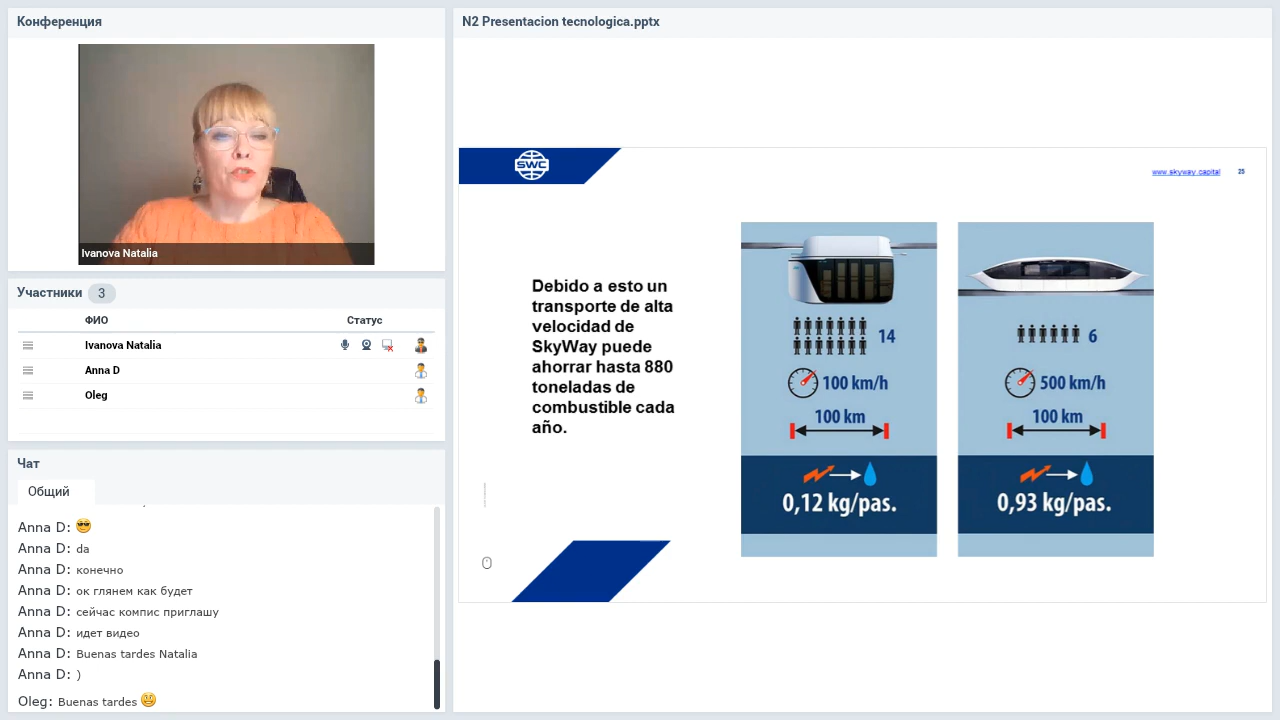 Конференция
Ivanova Natalia
Участники 3
ФИО Статус
Ivanova Natalia
Anna D
Oleg
Чат
Общий
Anna D:
Anna D: da
Anna D: конечно
Anna D: ок глянем как будет
Anna D: сейчас компис приглашу
Anna D: идет видео
Anna D: Buenas tardes Natalia
Anna D: )
Oleg: Buenas tardes
N2 Presentacion tecnologica.pptx
SWC
www.skyway.capital 25
Debido a esto un
transporte de alta
velocidad de
SkyWay puede
ahorrar hasta 880
toneladas de
combustible cada
año.
14
100 km/h
100 km
0,12 kg/pas.
6
500 km/h
100 km
0,93 kg/pas.